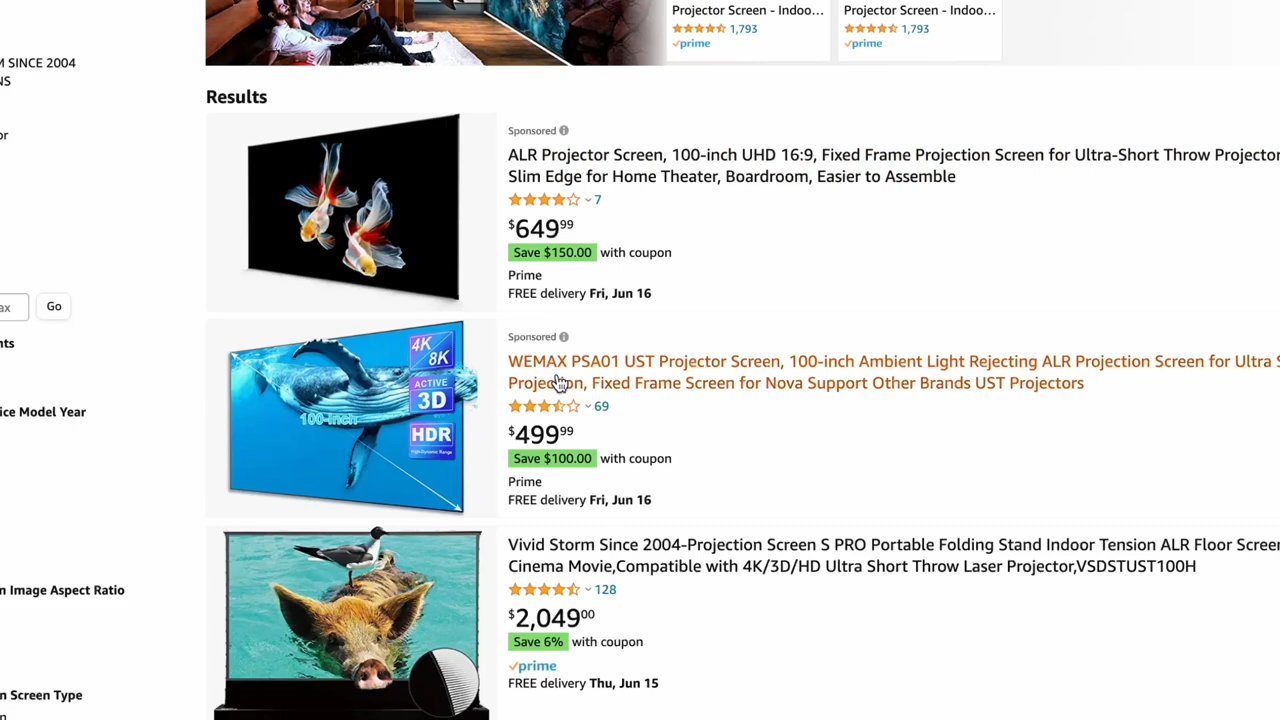 Projector Screen - Indoo...
Projector Screen - Indoo...
1,793
1,793
prime
prime
M SINCE 2004
NS
or
Go
nts
ice Model Year
n Image Aspect Ratio
n Screen Type
Results
Sponsored
ALR Projector Screen, 100-inch UHD 16:9, Fixed Frame Projection Screen for Ultra-Short Throw Projector
Slim Edge for Home Theater, Boardroom, Easier to Assemble
7
$649.99
Save $150.00 with coupon
Prime
FREE delivery Fri, Jun 16
4K
8K
ACTIVE
3D
HDR
High-Dynamic Range
100-inch
Sponsored
WEMAX PSA01 UST Projector Screen, 100-inch Ambient Light Rejecting ALR Projection Screen for Ultra S
Projection, Fixed Frame Screen for Nova Support Other Brands UST Projectors
69
$499.99
Save $100.00 with coupon
Prime
FREE delivery Fri, Jun 16
Vivid Storm Since 2004-Projection Screen S PRO Portable Folding Stand Indoor Tension ALR Floor Screen
Cinema Movie,Compatible with 4K/3D/HD Ultra Short Throw Laser Projector,VSDSTUST100H
128
$2,049.00
Save 6% with coupon
prime
FREE delivery Thu, Jun 15